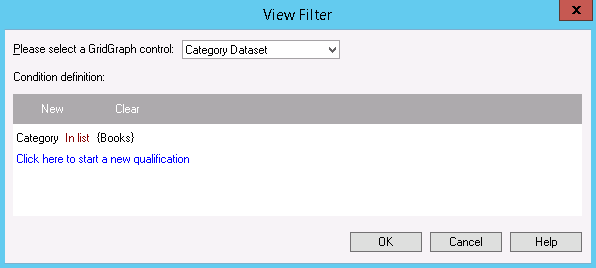 View Filter
x
Please select a GridGraph control: Category Dataset
Condition definition:
New Clear
Category In list {Books}
Click here to start a new qualification
OK Cancel Help